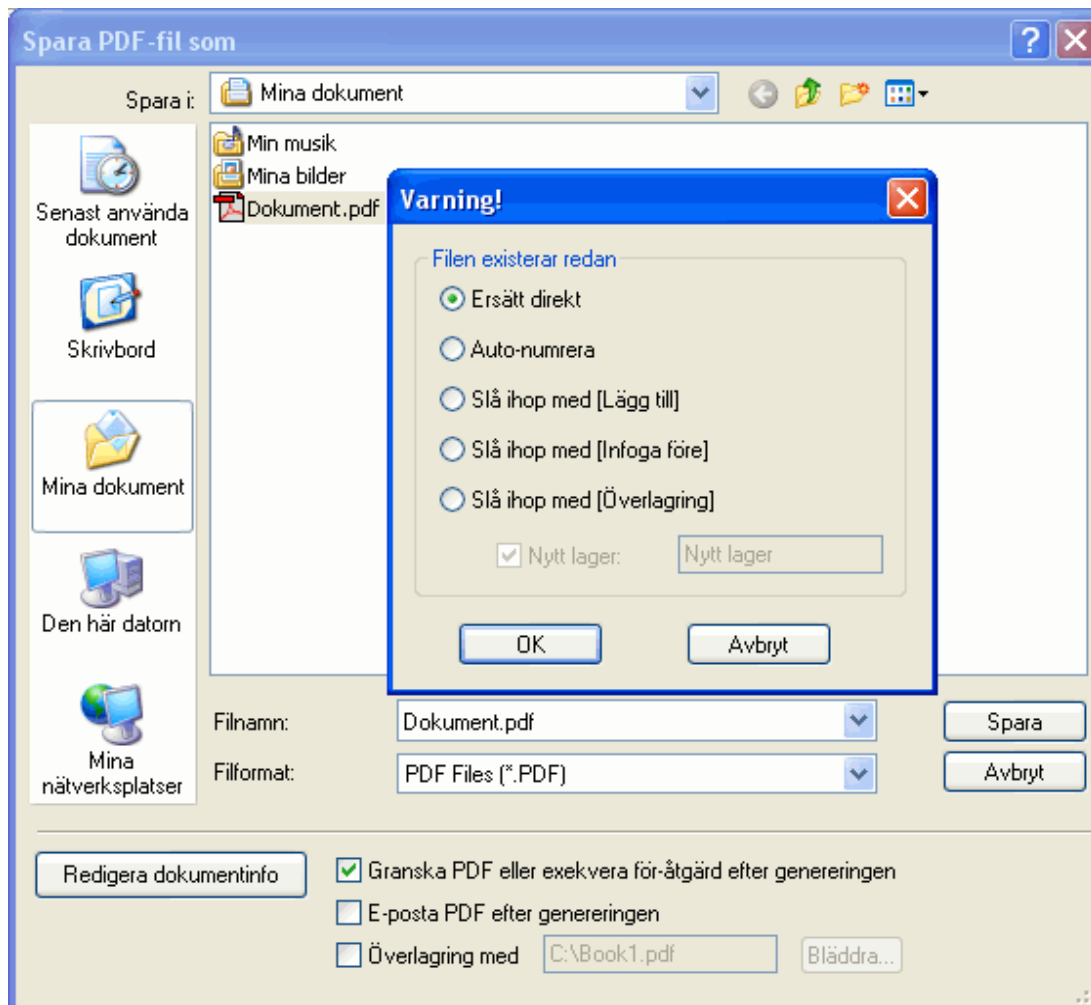 Spara PDF-fil som
Spara i:
Mina dokument
Senast använda
dokument
Skrivbord
Mina dokument
Den här datorn
Mina
nätverksplatser
Min musik
Mina bilder
Dokument.pdf
Varning!
Filen existerar redan
Ersätt direkt
Auto-numrera
Slå ihop med [Lägg till]
Slå ihop med [Infoga före]
Slå ihop med [Överlagring]
Nytt lager:
Nytt lager
OK
Avbryt
Filnamn:
Dokument.pdf
Spara
Filformat:
PDF Files (*.PDF)
Avbryt
Redigera dokumentinfo
Granska PDF eller exekvera för-åtgärd efter genereringen
E-posta PDF efter genereringen
Överlagring med
C:\Book1.pdf
Bläddra...